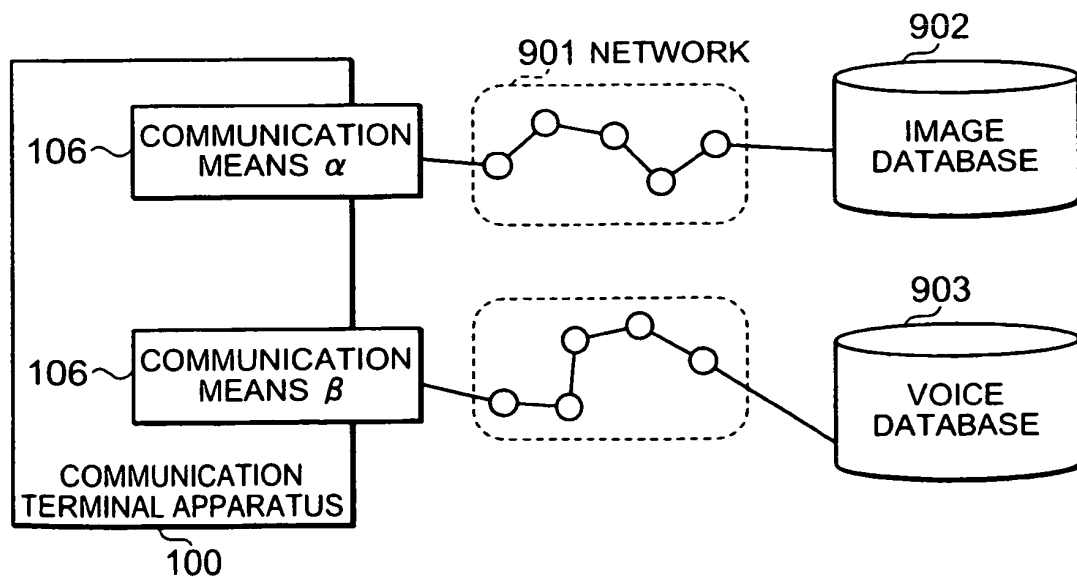 901 NETWORK
902
106
COMMUNICATION
MEANS α
IMAGE
DATABASE
903
106
COMMUNICATION
MEANS β
VOICE
DATABASE
COMMUNICATION
TERMINAL APPARATUS
100